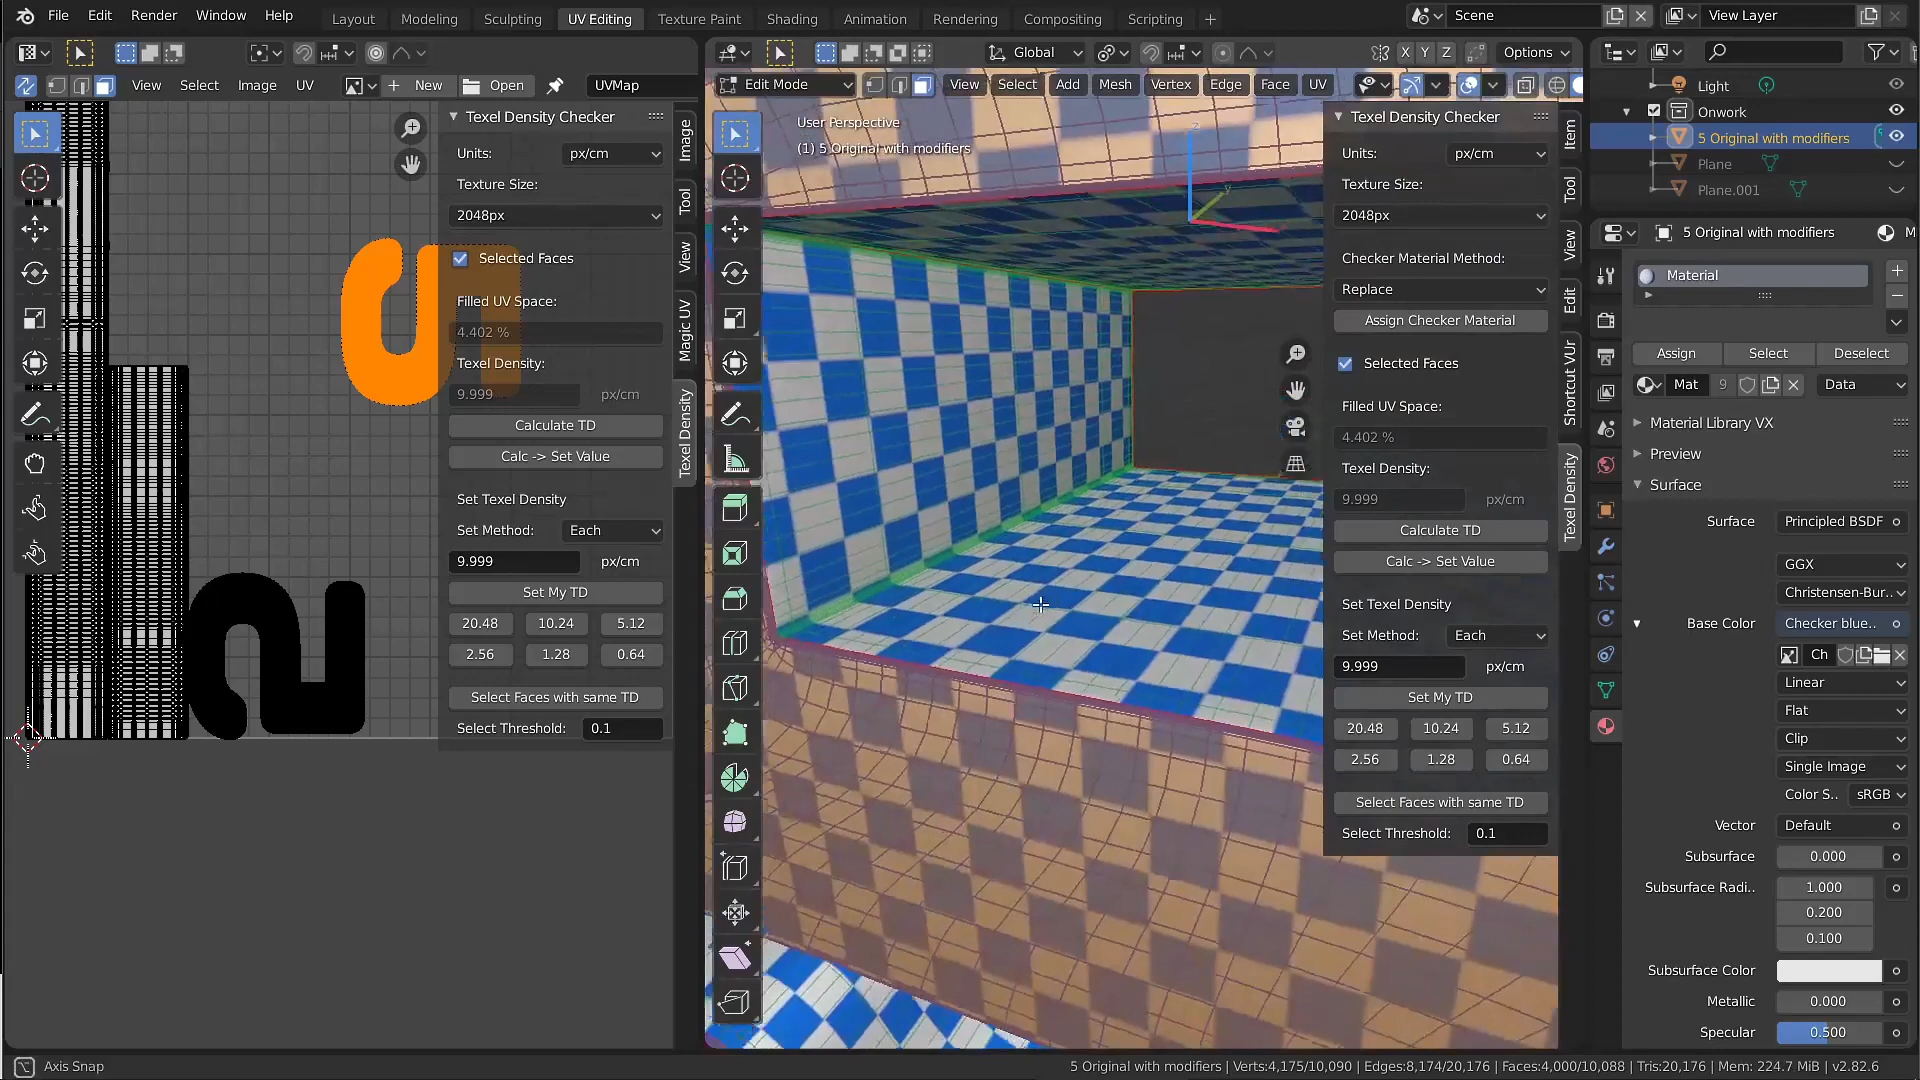 File Edit Render Window Help Layout Modeling Sculpting UV Editing Texture Paint Shading Animation Rendering Compositing Scripting + Scene View Layer
Global X Y Z Options
View Select Image UV + New Open UVMap
Edit Mode View Select Add Mesh Vertex Edge Face UV
Texel Density Checker
Units: px/cm
Texture Size:
2048px
Selected Faces
Filled UV Space:
4.402 %
Texel Density:
9.999 px/cm
Calculate TD
Calc -> Set Value
Set Texel Density
Set Method: Each
9.999 px/cm
Set My TD
20.48 10.24 5.12
2.56 1.28 0.64
Select Faces with same TD
Select Threshold: 0.1
Image
Tool
View
Magic UV
Texel Density
User Perspective
(1) 5 Original with modifiers
Texel Density Checker
Units: px/cm
Texture Size:
2048px
Checker Material Method:
Replace
Assign Checker Material
Selected Faces
Filled UV Space:
4.402 %
Texel Density:
9.999 px/cm
Calculate TD
Calc -> Set Value
Set Texel Density
Set Method: Each
9.999 px/cm
Set My TD
20.48 10.24 5.12
2.56 1.28 0.64
Select Faces with same TD
Select Threshold: 0.1
Item
Tool
View
Edit
Shortcut VUr
Texel Density
Light
Onwork
5 Original with modifiers
Plane
Plane.001
5 Original with modifiers M
Material
Assign Select Deselect
Mat 9 Data
Material Library VX
Preview
Surface
Surface Principled BSDF
GGX
Christensen-Bur..
Base Color Checker blue..
Ch
Linear
Flat
Clip
Single Image
Color S.. sRGB
Vector Default
Subsurface 0.000
Subsurface Radi.. 1.000
0.200
0.100
Subsurface Color
Metallic 0.000
Specular 0.500
Axis Snap
5 Original with modifiers | Verts:4,175/10,090 | Edges:8,174/20,176 | Faces:4,000/10,088 | Tris:20,176 | Mem: 224.7 MiB | v2.82.6